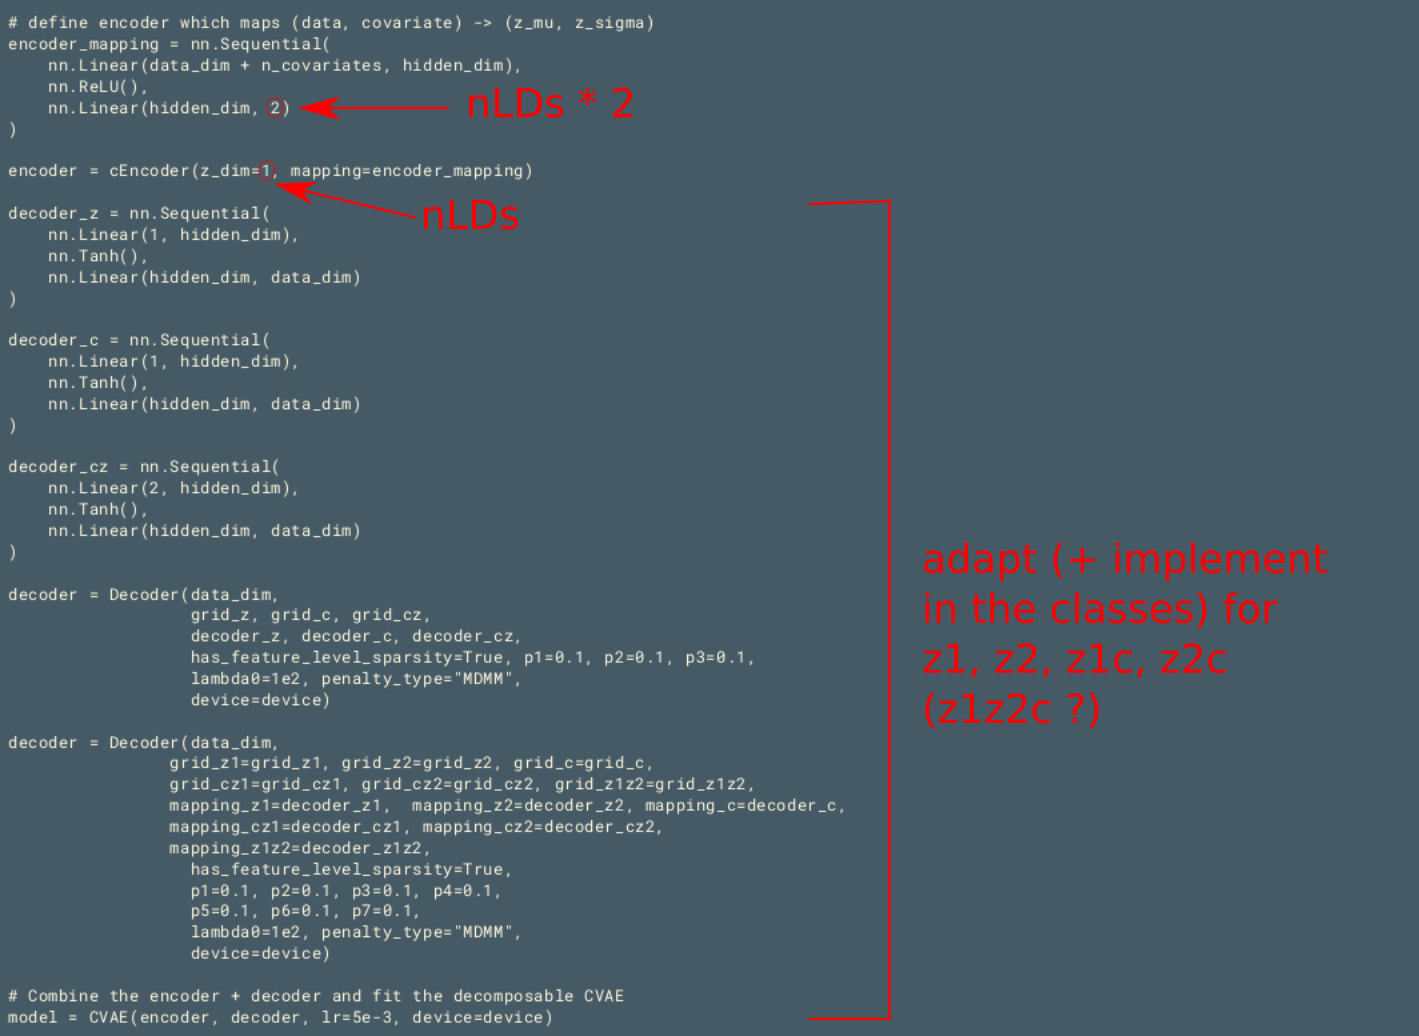 # define encoder which maps (data, covariate) -> (z_mu, z_sigma)
encoder_mapping = nn.Sequential(
    nn.Linear(data_dim + n_covariates, hidden_dim),
    nn.ReLU(),
    nn.Linear(hidden_dim, 2)
nLDs * 2
)
encoder = cEncoder(z_dim=1, mapping=encoder_mapping)
nLDs
decoder_z = nn.Sequential(
    nn.Linear(1, hidden_dim),
    nn.Tanh(),
    nn.Linear(hidden_dim, data_dim)
)
decoder_c = nn.Sequential(
    nn.Linear(1, hidden_dim),
    nn.Tanh(),
    nn.Linear(hidden_dim, data_dim)
)
decoder_cz = nn.Sequential(
    nn.Linear(2, hidden_dim),
    nn.Tanh(),
    nn.Linear(hidden_dim, data_dim)
)
decoder = Decoder(data_dim,
                  grid_z, grid_c, grid_cz,
                  decoder_z, decoder_c, decoder_cz,
                  has_feature_level_sparsity=True, p1=0.1, p2=0.1, p3=0.1,
                  lambda0=1e2, penalty_type="MDMM",
                  device=device)
decoder = Decoder(data_dim,
                grid_z1=grid_z1, grid_z2=grid_z2, grid_c=grid_c,
                grid_cz1=grid_cz1, grid_cz2=grid_cz2, grid_z1z2=grid_z1z2,
                mapping_z1=decoder_z1,  mapping_z2=decoder_z2, mapping_c=decoder_c,
                mapping_cz1=decoder_cz1, mapping_cz2=decoder_cz2,
                mapping_z1z2=decoder_z1z2,
                  has_feature_level_sparsity=True,
                  p1=0.1, p2=0.1, p3=0.1, p4=0.1,
                  p5=0.1, p6=0.1, p7=0.1,
                  lambda0=1e2, penalty_type="MDMM",
                  device=device)
# Combine the encoder + decoder and fit the decomposable CVAE
model = CVAE(encoder, decoder, lr=5e-3, device=device)
adapt (+ implement
in the classes) for
z1, z2, z1c, z2c
(z1z2c ?)